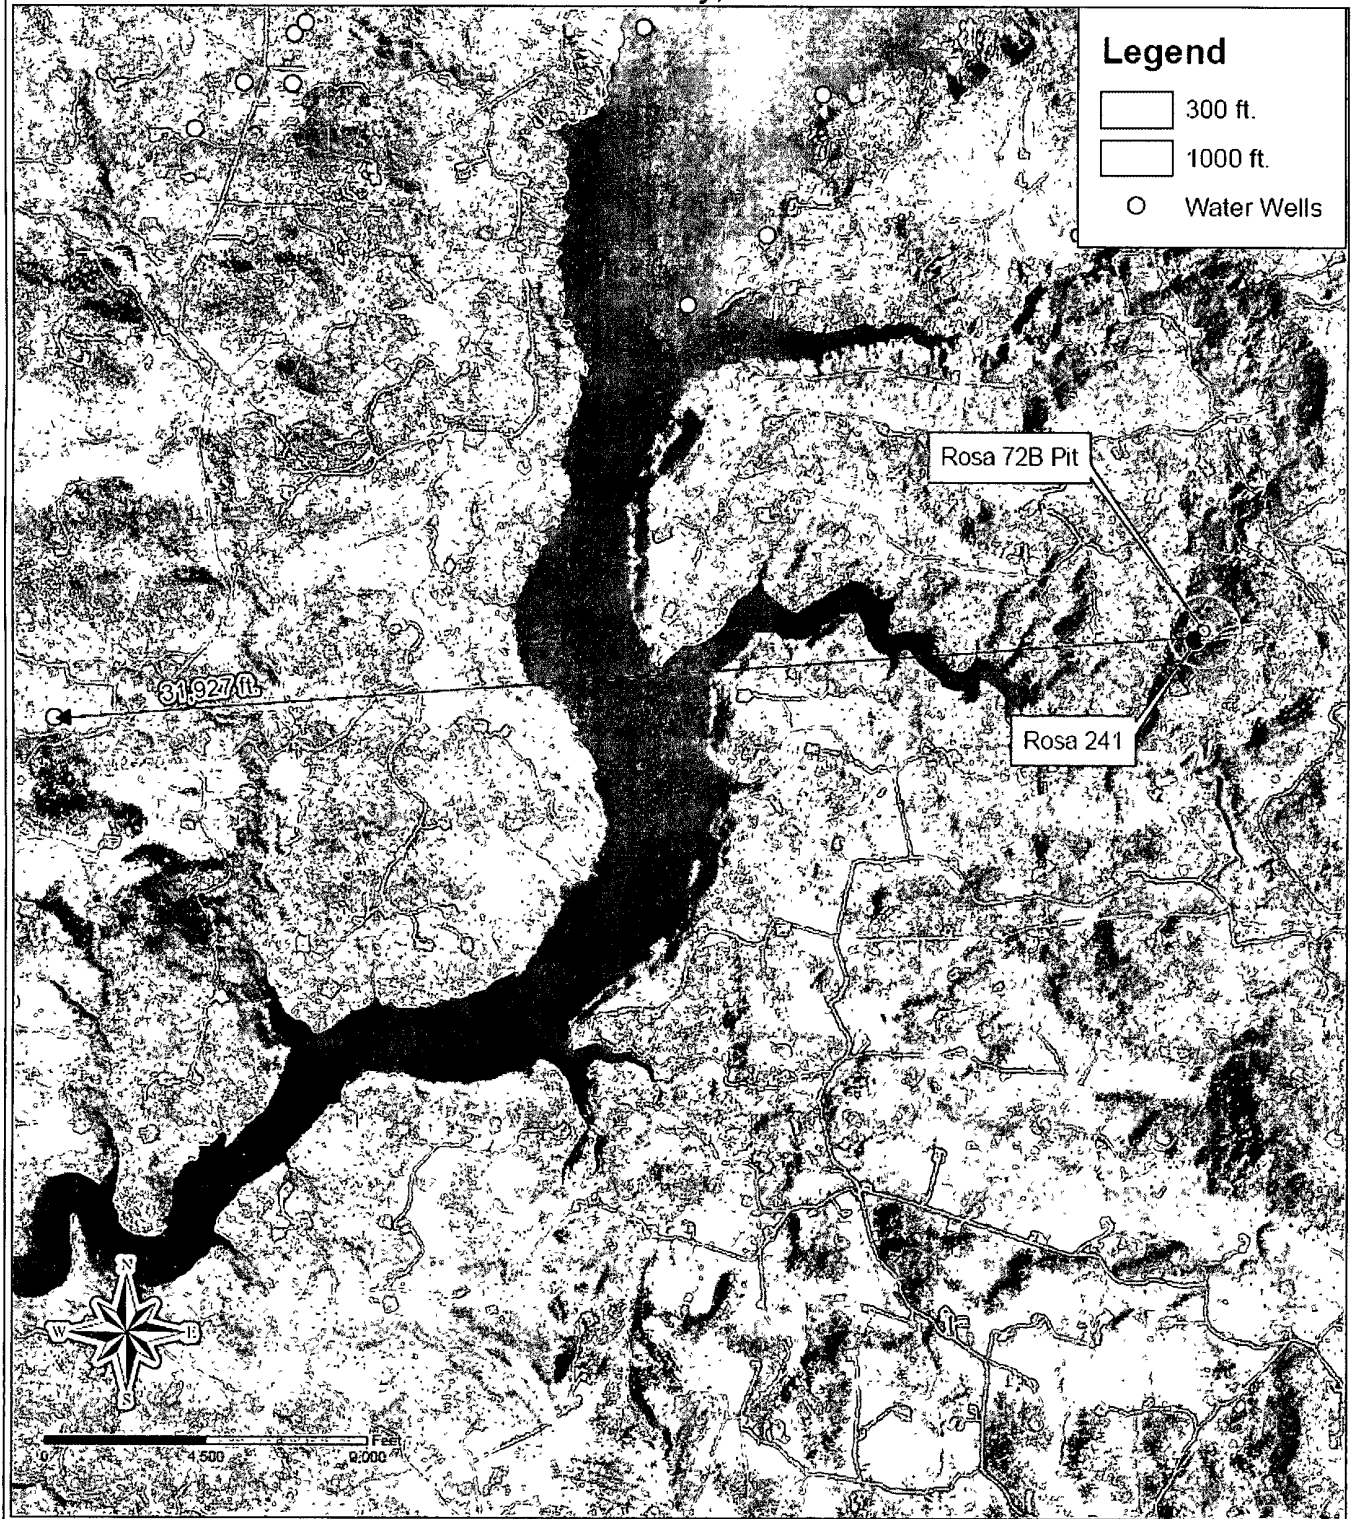 Legend
300 ft.
1000 ft.
Water Wells
Rosa 72B Pit
31,927 ft.
Rosa 241
N
W
E
S
Feet
0
4,500
9,000